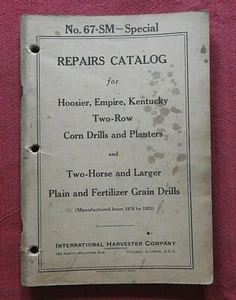 No. 67-SM—Special
REPAIRS CATALOG
for
Hoosier, Empire, Kentucky
Two-Row
Corn Drills and Planters
and
Two-Horse and Larger
Plain and Fertilizer Grain Drills
(Manufactured from 1874 to 1925)
INTERNATIONAL HARVESTER COMPANY
Chicago, Illinois, U.S.A.